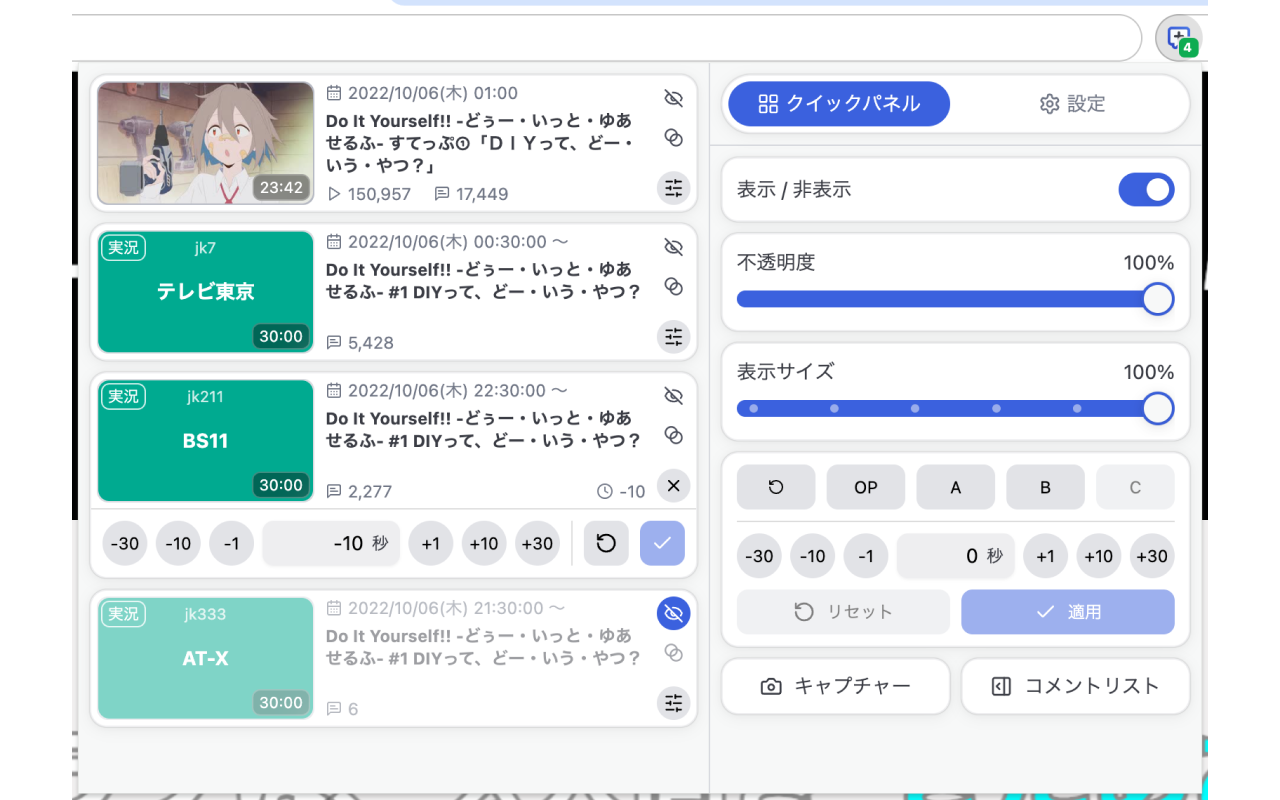 4
2022/10/06(木) 01:00
Do It Yourself!! -どぅー・いっと・ゆあ
せるふ- すてっぷ①「ＤＩＹって、どー・
いう・やつ？」
23:42
150,957 17,449
実況 jk7
テレビ東京
30:00
2022/10/06(木) 00:30:00 〜
Do It Yourself!! -どぅー・いっと・ゆあ
せるふ- #1 DIYって、どー・いう・やつ？
5,428
実況 jk211
BS11
30:00
2022/10/06(木) 22:30:00 〜
Do It Yourself!! -どぅー・いっと・ゆあ
せるふ- #1 DIYって、どー・いう・やつ？
2,277 -10
-30 -10 -1 -10 秒 +1 +10 +30
実況 jk333
AT-X
30:00
2022/10/06(木) 21:30:00 〜
Do It Yourself!! -どぅー・いっと・ゆあ
せるふ- #1 DIYって、どー・いう・やつ？
6
クイックパネル 設定
表示 / 非表示
不透明度 100%
表示サイズ 100%
OP A B C
-30 -10 -1 0 秒 +1 +10 +30
リセット 適用
キャプチャー コメントリスト